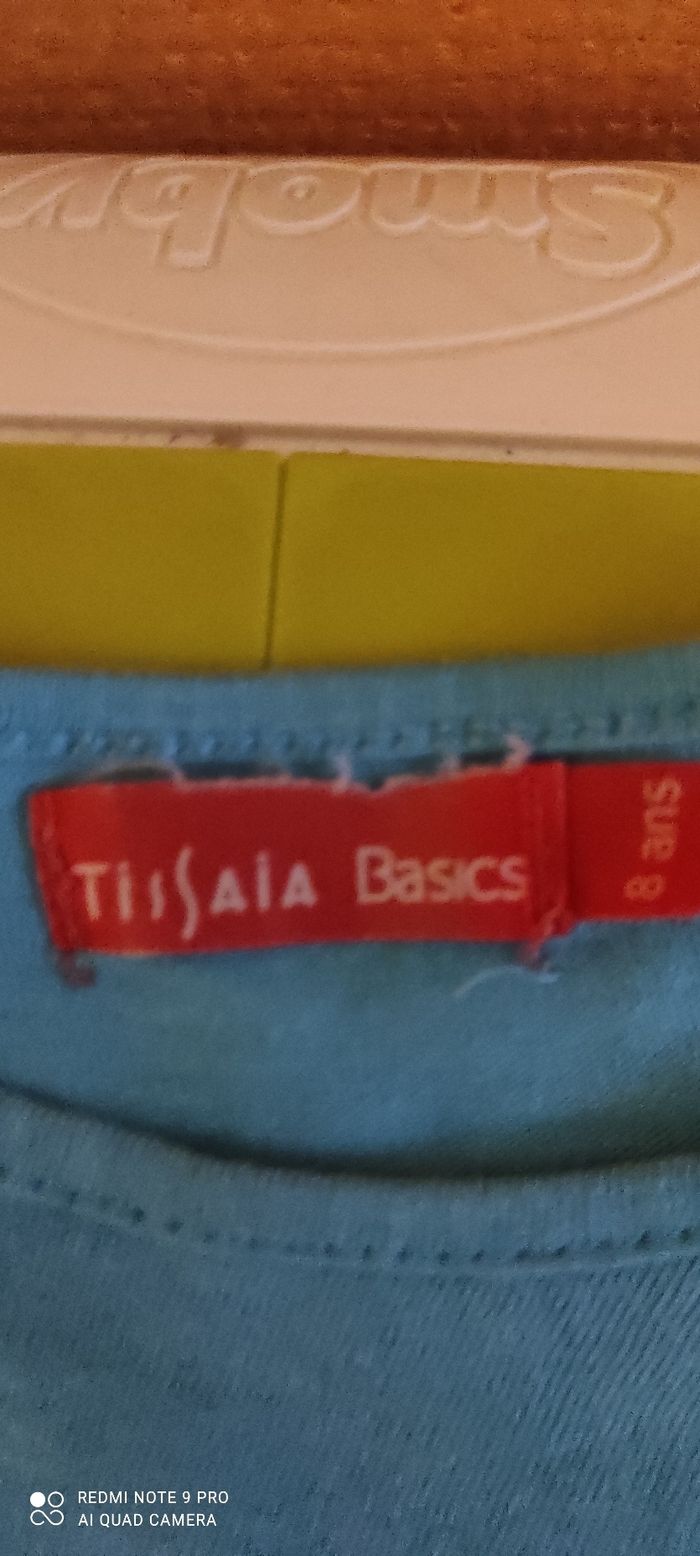 Smoby
TissAiA Basics
8 ans
REDMI NOTE 9 PRO
AI QUAD CAMERA